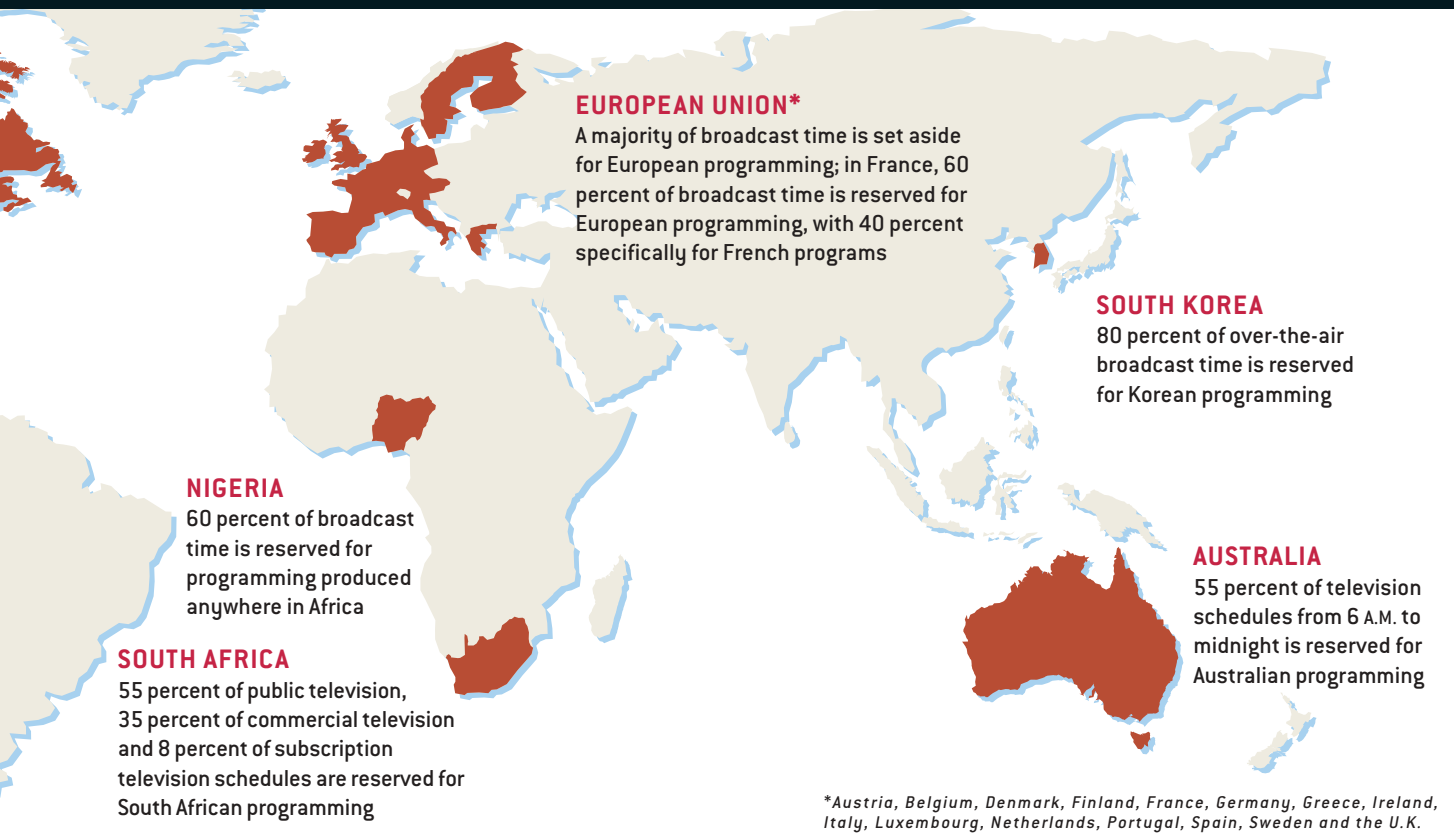 EUROPEAN UNION*
A majority of broadcast time is set aside
for European programming; in France, 60
percent of broadcast time is reserved for
European programming, with 40 percent
specifically for French programs
SOUTH KOREA
80 percent of over-the-air
broadcast time is reserved
for Korean programming
NIGERIA
60 percent of broadcast
time is reserved for
programming produced
anywhere in Africa
AUSTRALIA
55 percent of television
schedules from 6 A.M. to
midnight is reserved for
Australian programming
SOUTH AFRICA
55 percent of public television,
35 percent of commercial television
and 8 percent of subscription
television schedules are reserved for
South African programming
*Austria, Belgium, Denmark, Finland, France, Germany, Greece, Ireland,
Italy, Luxembourg, Netherlands, Portugal, Spain, Sweden and the U.K.